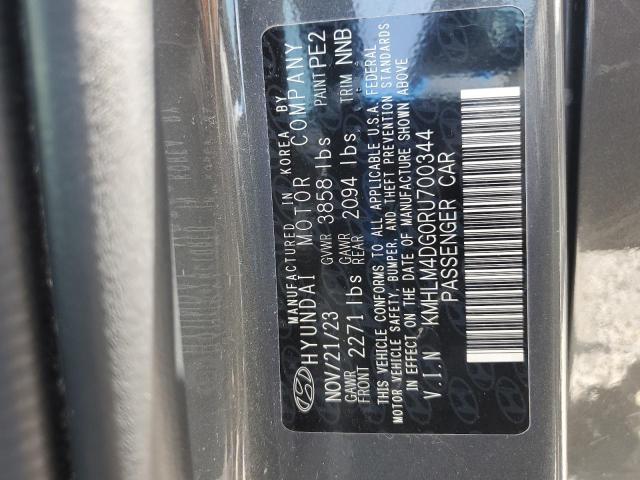 MANUFACTURED IN KOREA BY
HYUNDAI MOTOR COMPANY
NOV/21/23 GVWR 3858 lbs PAINT PE2
GAWR FRONT 2271 lbs GAWR REAR 2094 lbs. TRIM NNB
THIS VEHICLE CONFORMS TO ALL APPLICABLE U.S.A. FEDERAL
MOTOR VEHICLE SAFETY, BUMPER, AND THEFT PREVENTION STANDARDS
IN EFFECT ON THE DATE OF MANUFACTURE SHOWN ABOVE
V.I.N KMHLM4DG0RU700344
PASSENGER CAR